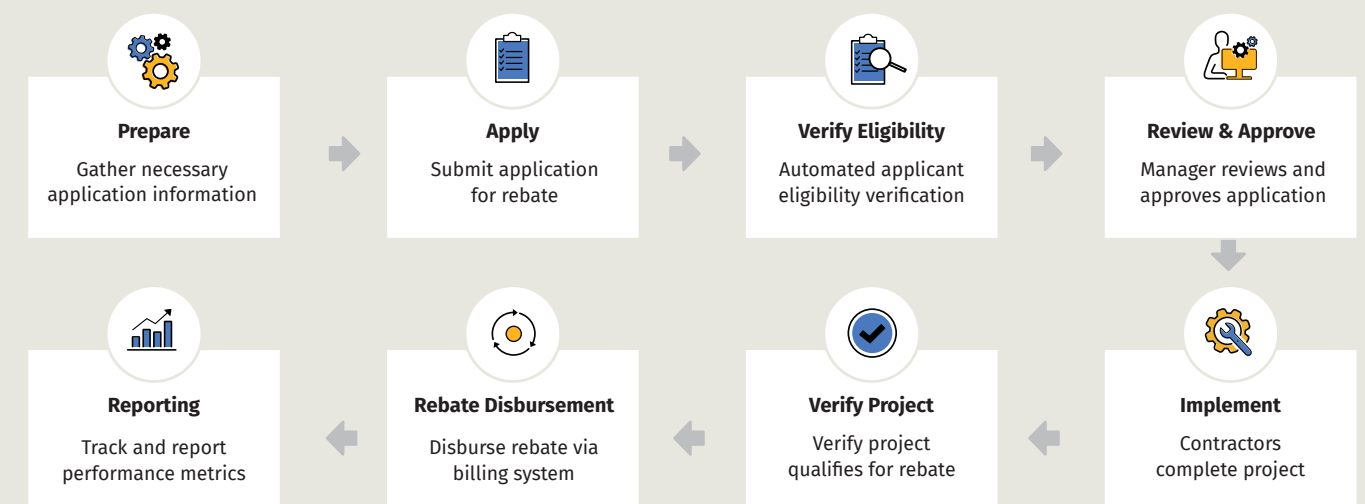 Prepare
Gather necessary
application information
Apply
Submit application
for rebate
Verify Eligibility
Automated applicant
eligibility verification
Review & Approve
Manager reviews and
approves application
Implement
Contractors
complete project
Verify Project
Verify project
qualifies for rebate
Rebate Disbursement
Disburse rebate via
billing system
Reporting
Track and report
performance metrics